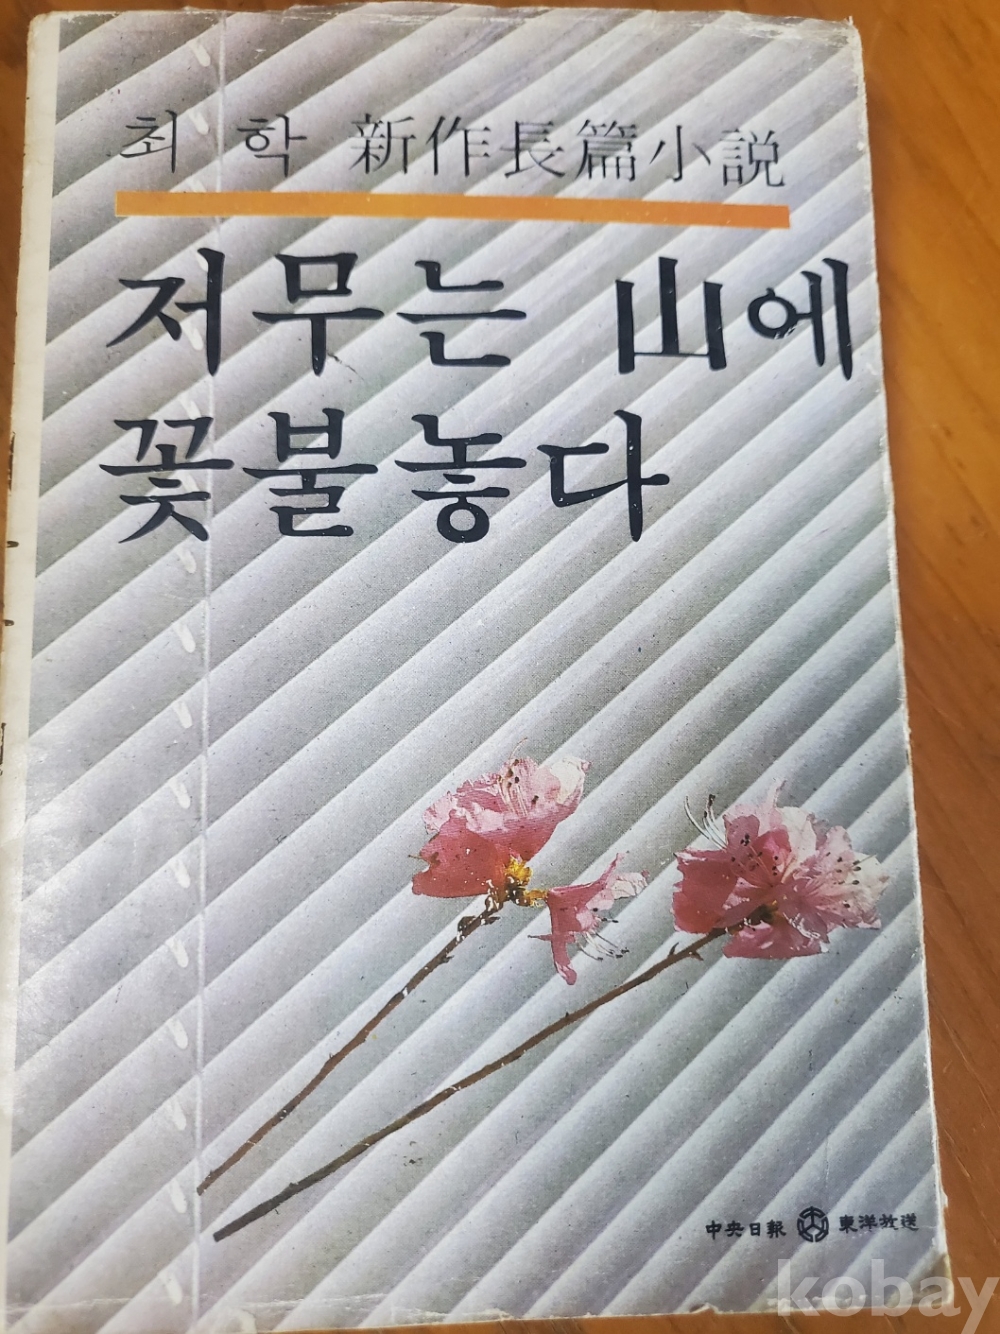 최 학 新作長篇小說
저무는 山에
꽃불놓다
中央日報 東洋放送
kobay